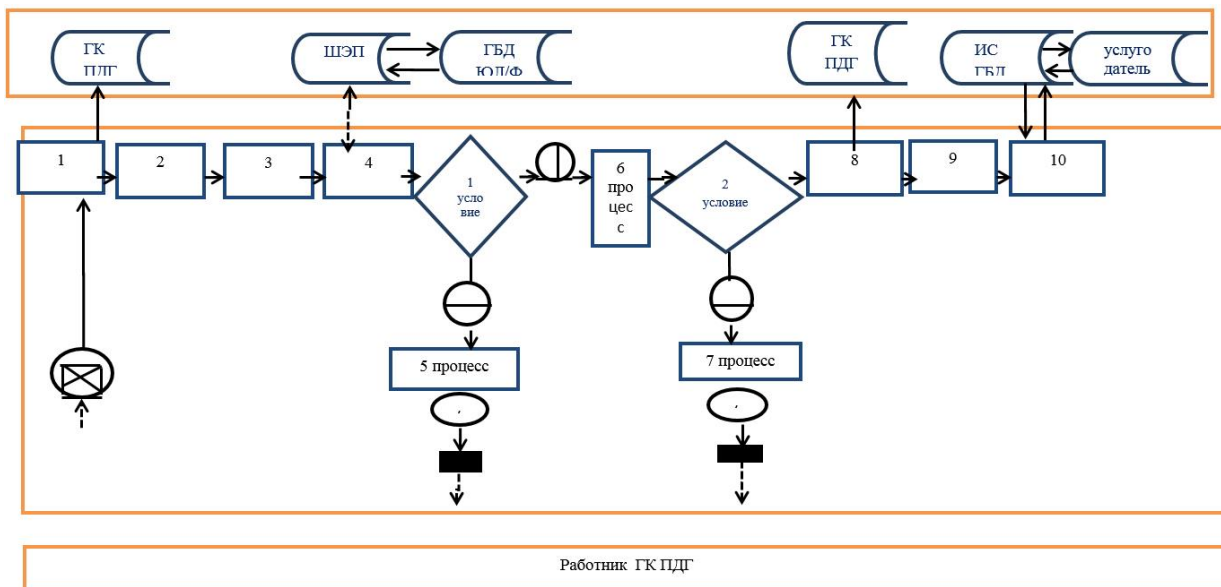 ГК
ПДГ
ШЭП
ГБД
ЮЛ/Ф
ГК
ПДГ
ИС
ГБД
услуго
датель
1
2
3
4
1
усло
вие
6
про
цес
с
2
условие
8
9
10
5 процесс
7 процесс
Работник ГК ПДГ